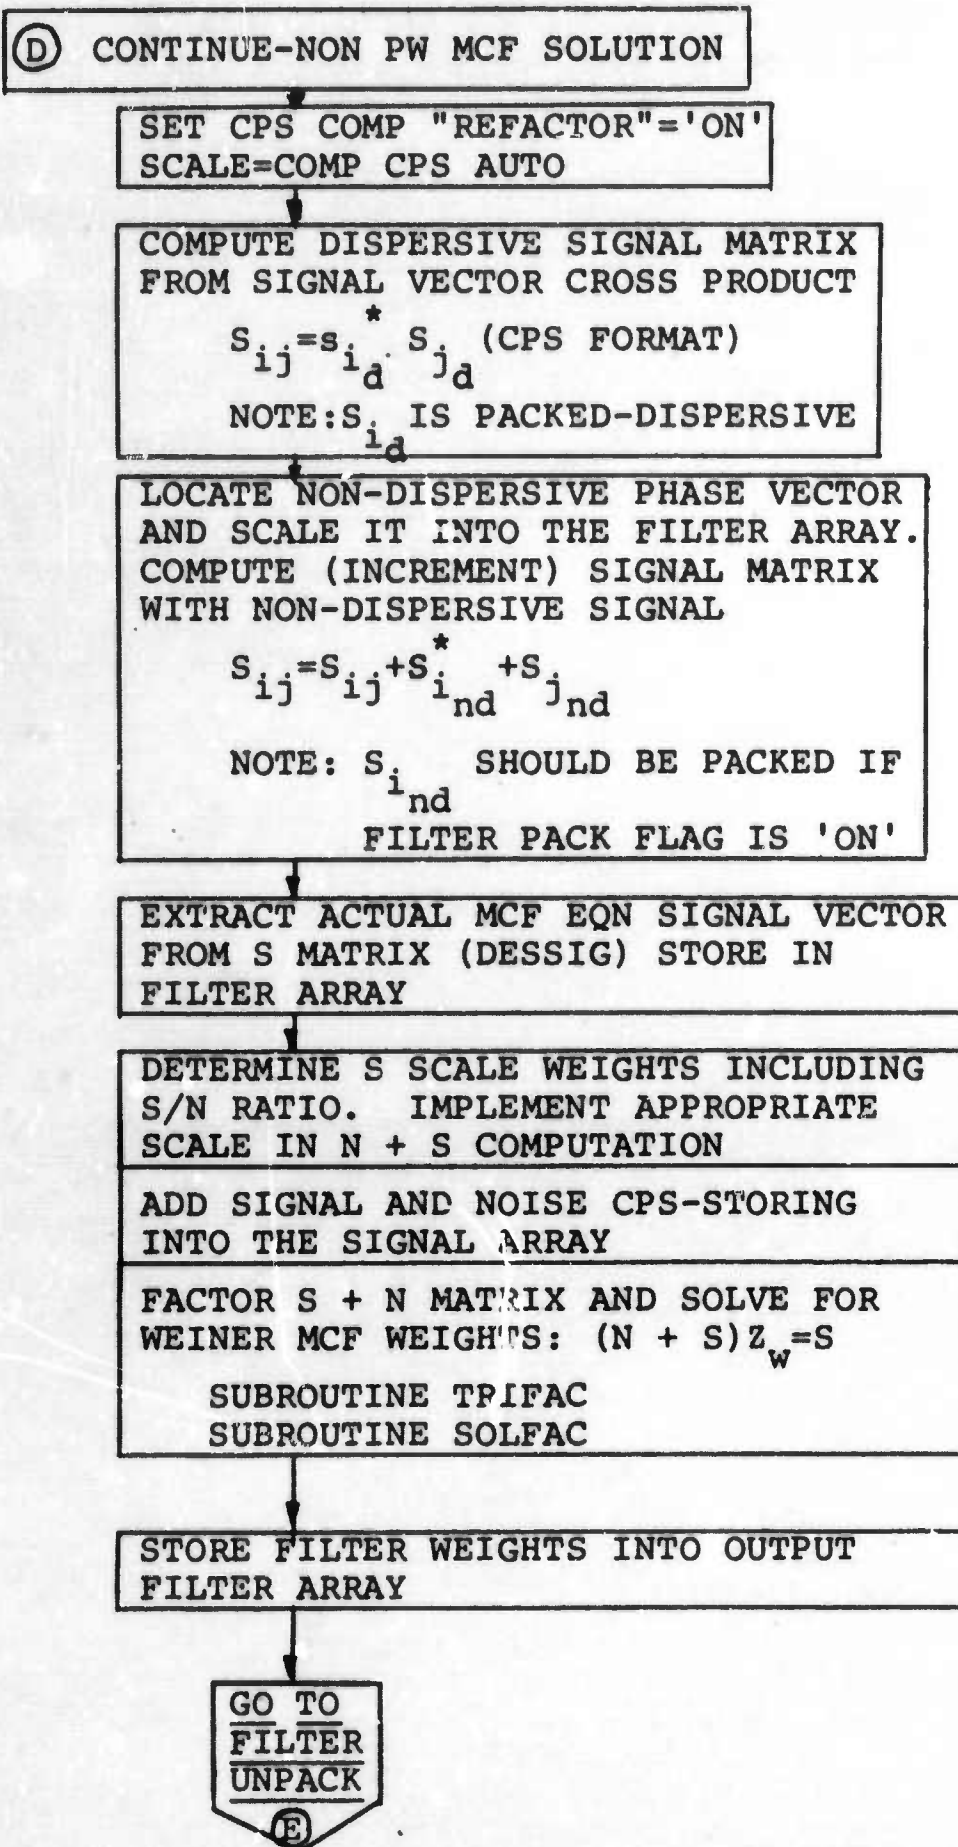 (D) CONTINUE-NON PW MCF SOLUTION
SET CPS COMP "REFACTOR"='ON'
SCALE=COMP CPS AUTO
COMPUTE DISPERSIVE SIGNAL MATRIX
FROM SIGNAL VECTOR CROSS PRODUCT
S_ij=s_i_d^* S_j_d (CPS FORMAT)
NOTE:S_i_d IS PACKED-DISPERSIVE
LOCATE NON-DISPERSIVE PHASE VECTOR
AND SCALE IT INTO THE FILTER ARRAY.
COMPUTE (INCREMENT) SIGNAL MATRIX
WITH NON-DISPERSIVE SIGNAL
S_ij=S_ij+S_i_nd^*+S_j_nd
NOTE: S_i_nd SHOULD BE PACKED IF
FILTER PACK FLAG IS 'ON'
EXTRACT ACTUAL MCF EQN SIGNAL VECTOR
FROM S MATRIX (DESSIG) STORE IN
FILTER ARRAY
DETERMINE S SCALE WEIGHTS INCLUDING
S/N RATIO. IMPLEMENT APPROPRIATE
SCALE IN N + S COMPUTATION
ADD SIGNAL AND NOISE CPS-STORING
INTO THE SIGNAL ARRAY
FACTOR S + N MATRIX AND SOLVE FOR
WEINER MCF WEIGHTS: (N + S)Z_w=S
SUBROUTINE TRIFAC
SUBROUTINE SOLFAC
STORE FILTER WEIGHTS INTO OUTPUT
FILTER ARRAY
GO TO
FILTER
UNPACK
(E)